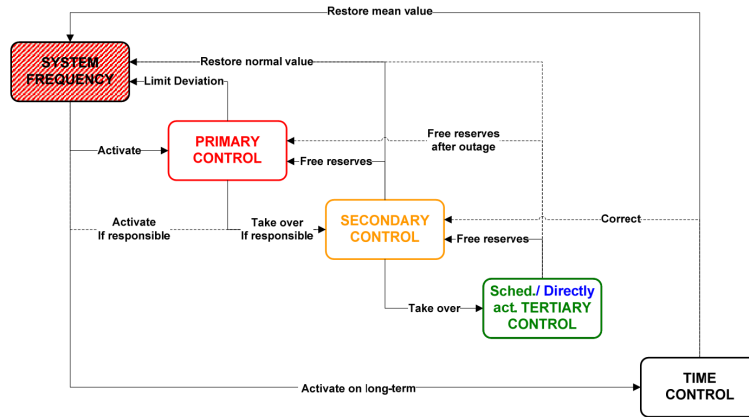 Restore mean value
SYSTEM
FREQUENCY
Restore normal value
Limit Deviation
PRIMARY
CONTROL
Free reserves
after outage
Activate
Free reserves
Activate
If responsible
Take over
If responsible
SECONDARY
CONTROL
Correct
Free reserves
Sched./ Directly
act. TERTIARY
CONTROL
Take over
TIME
CONTROL
Activate on long-term